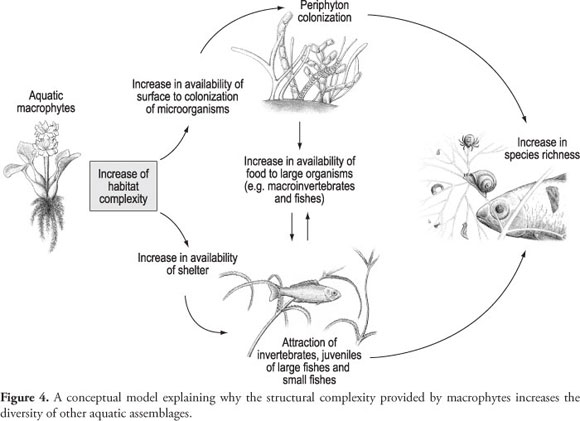 Periphyton
colonization
Increase in availability of
surface to colonization
of microorganisms
Aquatic
macrophytes
Increase of
habitat
complexity
Increase in availability of
food to large organisms
(e.g. macroinvertebrates
and fishes)
Increase in
species richness
Increase in availability
of shelter
Attraction of
invertebrates, juveniles
of large fishes and
small fishes
Figure 4. A conceptual model explaining why the structural complexity provided by macrophytes increases the
diversity of other aquatic assemblages.